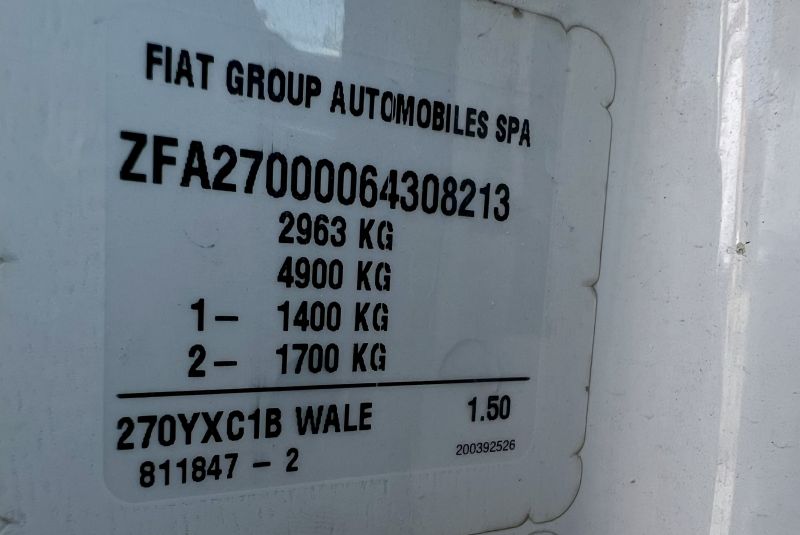 FIAT GROUP AUTOMOBILES SPA
ZFA27000064308213
2963 KG
4900 KG
1- 1400 KG
2- 1700 KG
270YXC1B WALE 1.50
811847 - 2 200392526